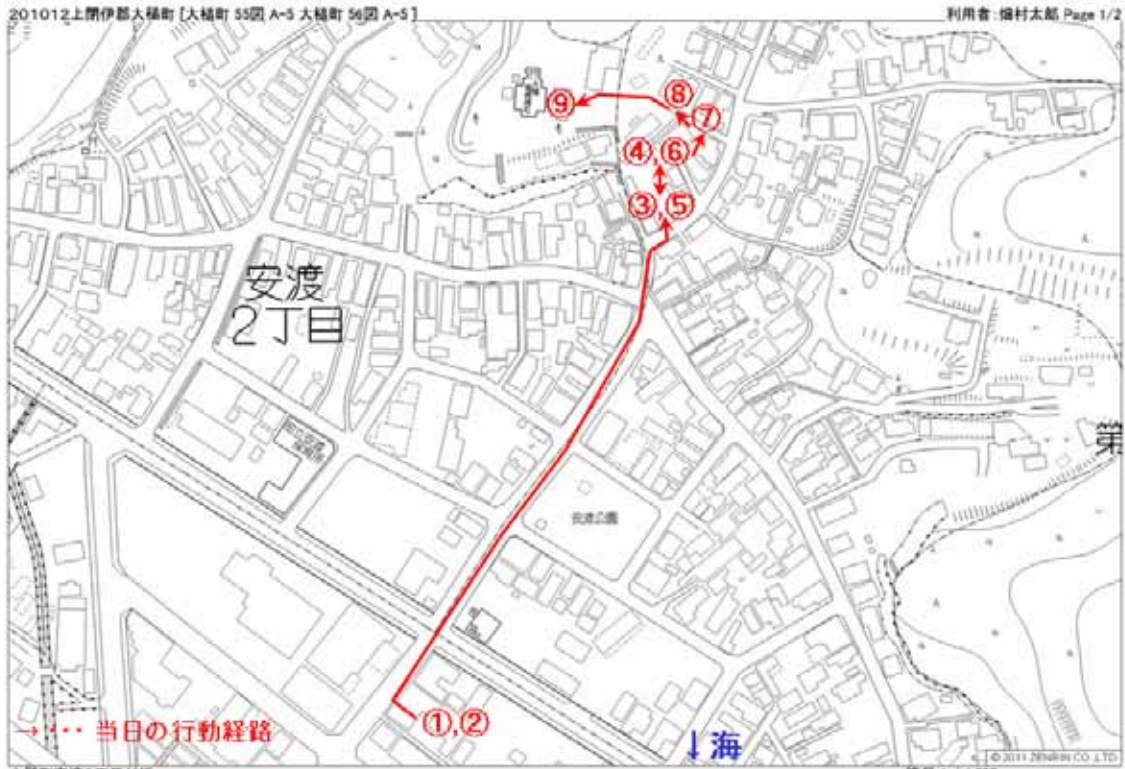 201012上閉伊郡大槌町 [大槌町 55図 A-5 大槌町 56図 A-5]
利用者:畑村太郎 Page 1/2
⑨
⑧
⑦
④,⑥
③,⑤
安渡
2丁目
第
安渡公園
①,②
→・・・ 当日の行動経路
↓海
© 2011 ZENRIN CO.,LTD